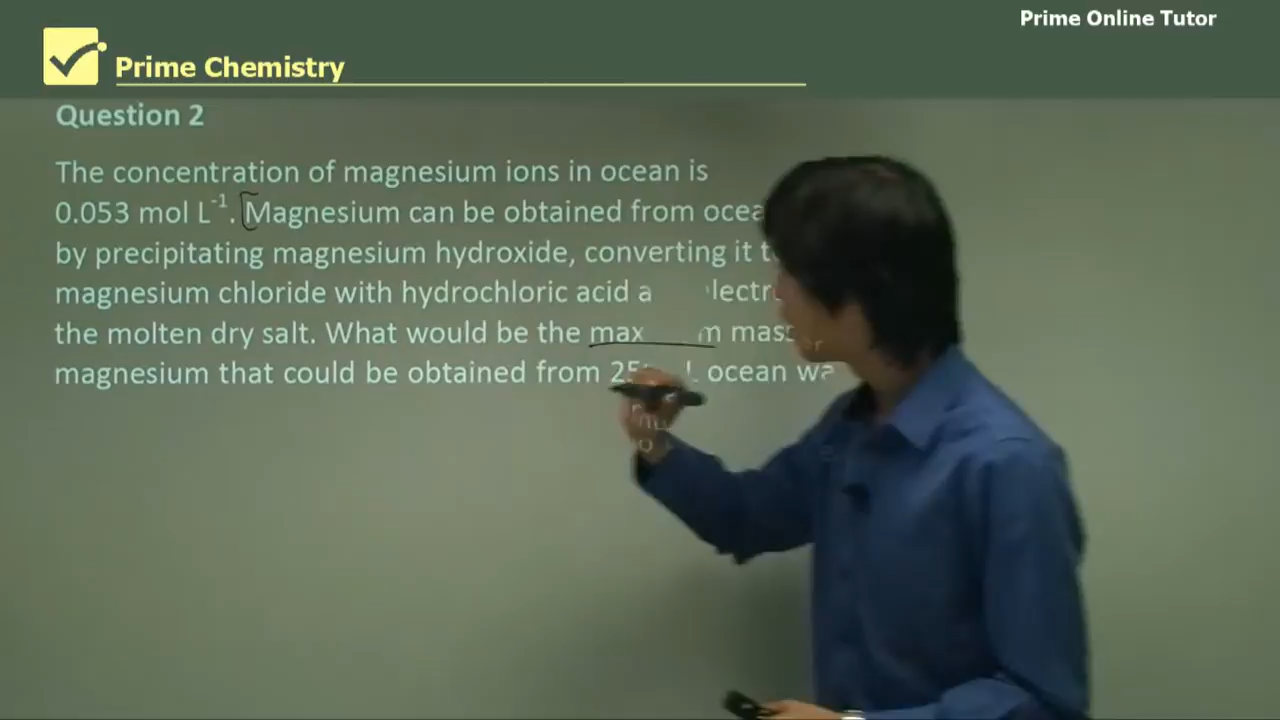 Prime Online Tutor
Prime Chemistry
Question 2
The concentration of magnesium ions in ocean is
0.053 mol L⁻¹. Magnesium can be obtained from
by precipitating magnesium hydroxide, converting it
magnesium chloride with hydrochloric acid
the molten dry salt. What would be the mass
magnesium that could be obtained from L ocean